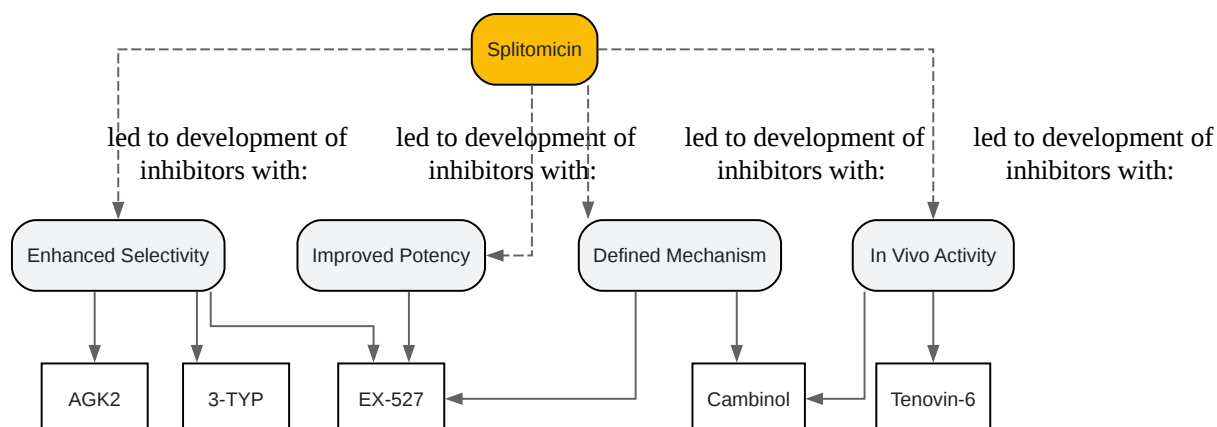 Splitomicin
led to development of
inhibitors with:
led to development of
inhibitors with:
led to development of
inhibitors with:
led to development of
inhibitors with:
Enhanced Selectivity
Improved Potency
Defined Mechanism
In Vivo Activity
AGK2
3-TYP
EX-527
Cambinol
Tenovin-6